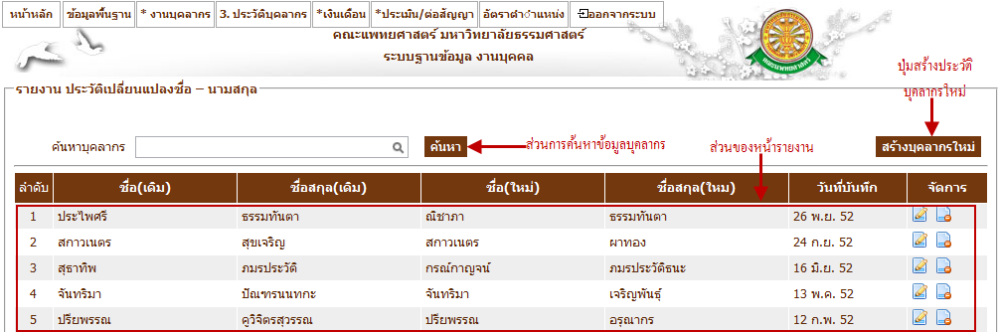 หน้าหลัก ข้อมูลพื้นฐาน * งานบุคลากร 3. ประวัติบุคลากร *เงินเดือน *ประเมิน/ต่อสัญญา อัตราตำแหน่ง ออกจากระบบ
คณะแพทยศาสตร์ มหาวิทยาลัยธรรมศาสตร์
ระบบฐานข้อมูล งานบุคคล
ปุ่มสร้างประวัติ
บุคลากรใหม่
รายงาน ประวัติเปลี่ยนแปลงชื่อ – นามสกุล
ค้นหาบุคลากร ค้นหา ส่วนการค้นหาข้อมูลบุคลากร ส่วนของหน้ารายงาน สร้างบุคลากรใหม่
ลำดับ ชื่อ(เดิม) ชื่อสกุล(เดิม) ชื่อ(ใหม่) ชื่อสกุล(ใหม่) วันที่บันทึก จัดการ
1 ประไพศรี ธรรมทันตา ณิชาภา ธรรมทันตา 26 พ.ย. 52
2 สกาวเนตร สุขเจริญ สกาวเนตร ผาทอง 24 ก.ย. 52
3 สุธาทิพ ภมรประวัติ กรณ์กาญจน์ ภมรประวัติธนะ 16 มิ.ย. 52
4 จันทริมา ปัณฑรนนทกะ จันทริมา เจริญพันธุ์ 13 พ.ค. 52
5 ปรียพรรณ คูวิจิตรสุวรรณ ปรียพรรณ อรุณากร 12 ก.พ. 52